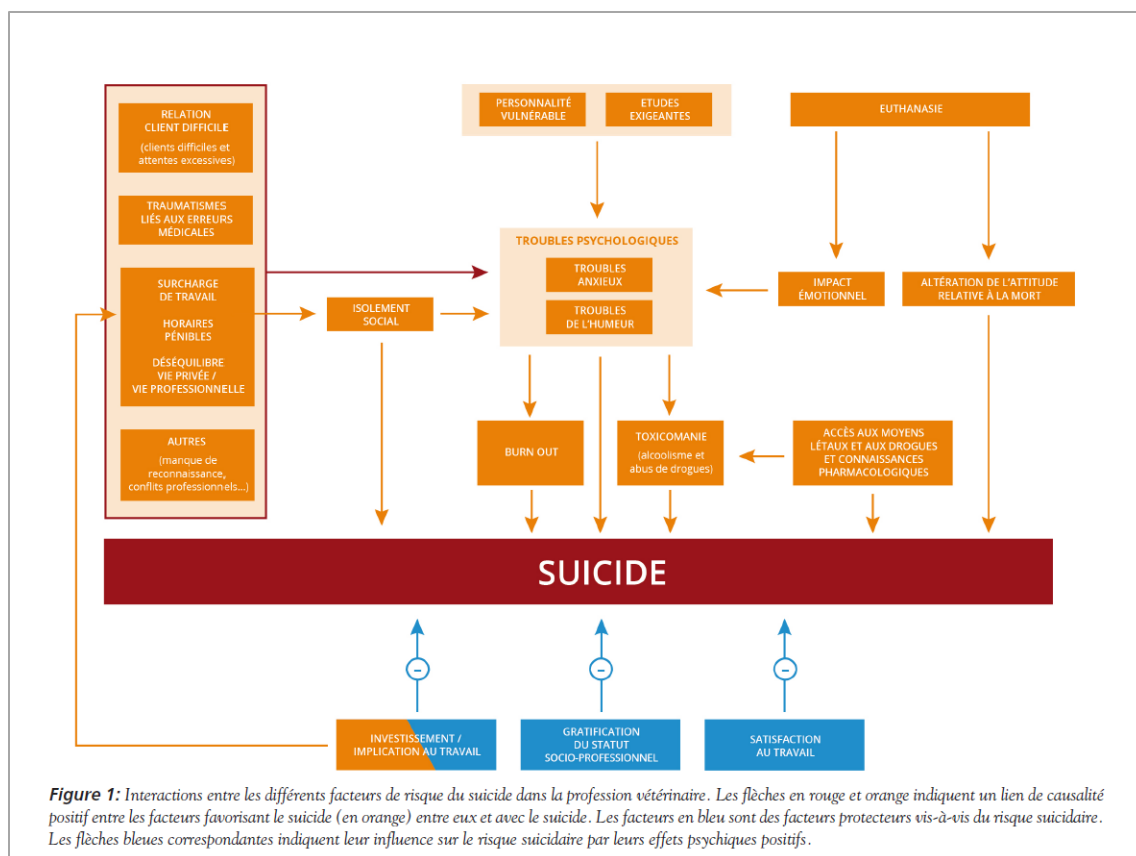 RELATION
CLIENT DIFFICILE
(clients difficiles et
attentes excessives)
TRAUMATISMES
LIÉS AUX ERREURS
MÉDICALES
SURCHARGE
DE TRAVAIL
HORAIRES
PÉNIBLES
DÉSÉQUILIBRE
VIE PRIVÉE /
VIE PROFESSIONNELLE
AUTRES
(manque de
reconnaissance,
conflits professionnels...)
ISOLEMENT
SOCIAL
PERSONNALITÉ
VULNÉRABLE
ETUDES
EXIGEANTES
TROUBLES PSYCHOLOGIQUES
TROUBLES
ANXIEUX
TROUBLES
DE L'HUMEUR
EUTHANASIE
IMPACT
ÉMOTIONNEL
ALTÉRATION DE L'ATTITUDE
RELATIVE À LA MORT
BURN OUT
TOXICOMANIE
(alcoolisme et
abus de drogues)
ACCÈS AUX MOYENS
LÉTAUX ET AUX DROGUES
ET CONNAISSANCES
PHARMACOLOGIQUES
SUICIDE
-
-
-
INVESTISSEMENT /
IMPLICATION AU TRAVAIL
GRATIFICATION
DU STATUT
SOCIO-PROFESSIONNEL
SATISFACTION
AU TRAVAIL
Figure 1: Interactions entre les différents facteurs de risque du suicide dans la profession vétérinaire. Les flèches en rouge et orange indiquent un lien de causalité
positif entre les facteurs favorisant le suicide (en orange) entre eux et avec le suicide. Les facteurs en bleu sont des facteurs protecteurs vis-à-vis du risque suicidaire.
Les flèches bleues correspondantes indiquent leur influence sur le risque suicidaire par leurs effets psychiques positifs.